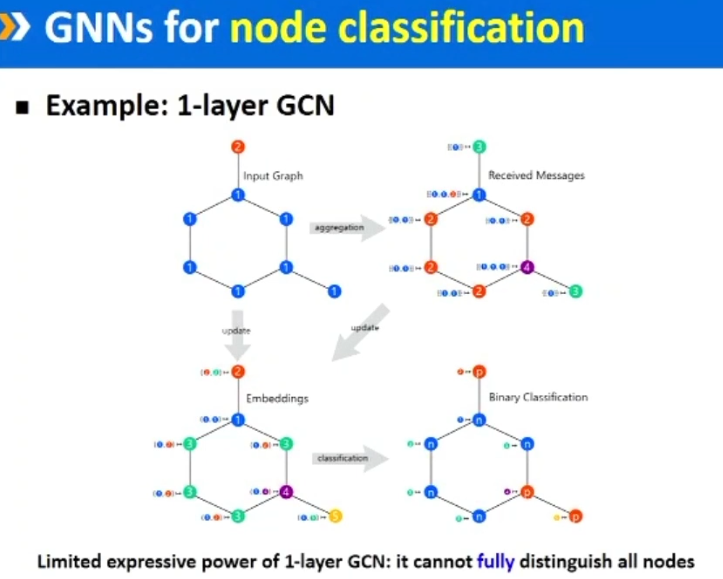 GNNs for node classification
Example: 1-layer GCN
2
Input Graph
1
1
1
1
1
1
1
aggregation
3
Received Messages
1
2
2
2
4
2
3
update
update
2
Embeddings
1
3
3
3
4
3
5
classification
p
Binary Classification
n
n
n
n
p
n
p
Limited expressive power of 1-layer GCN: it cannot fully distinguish all nodes